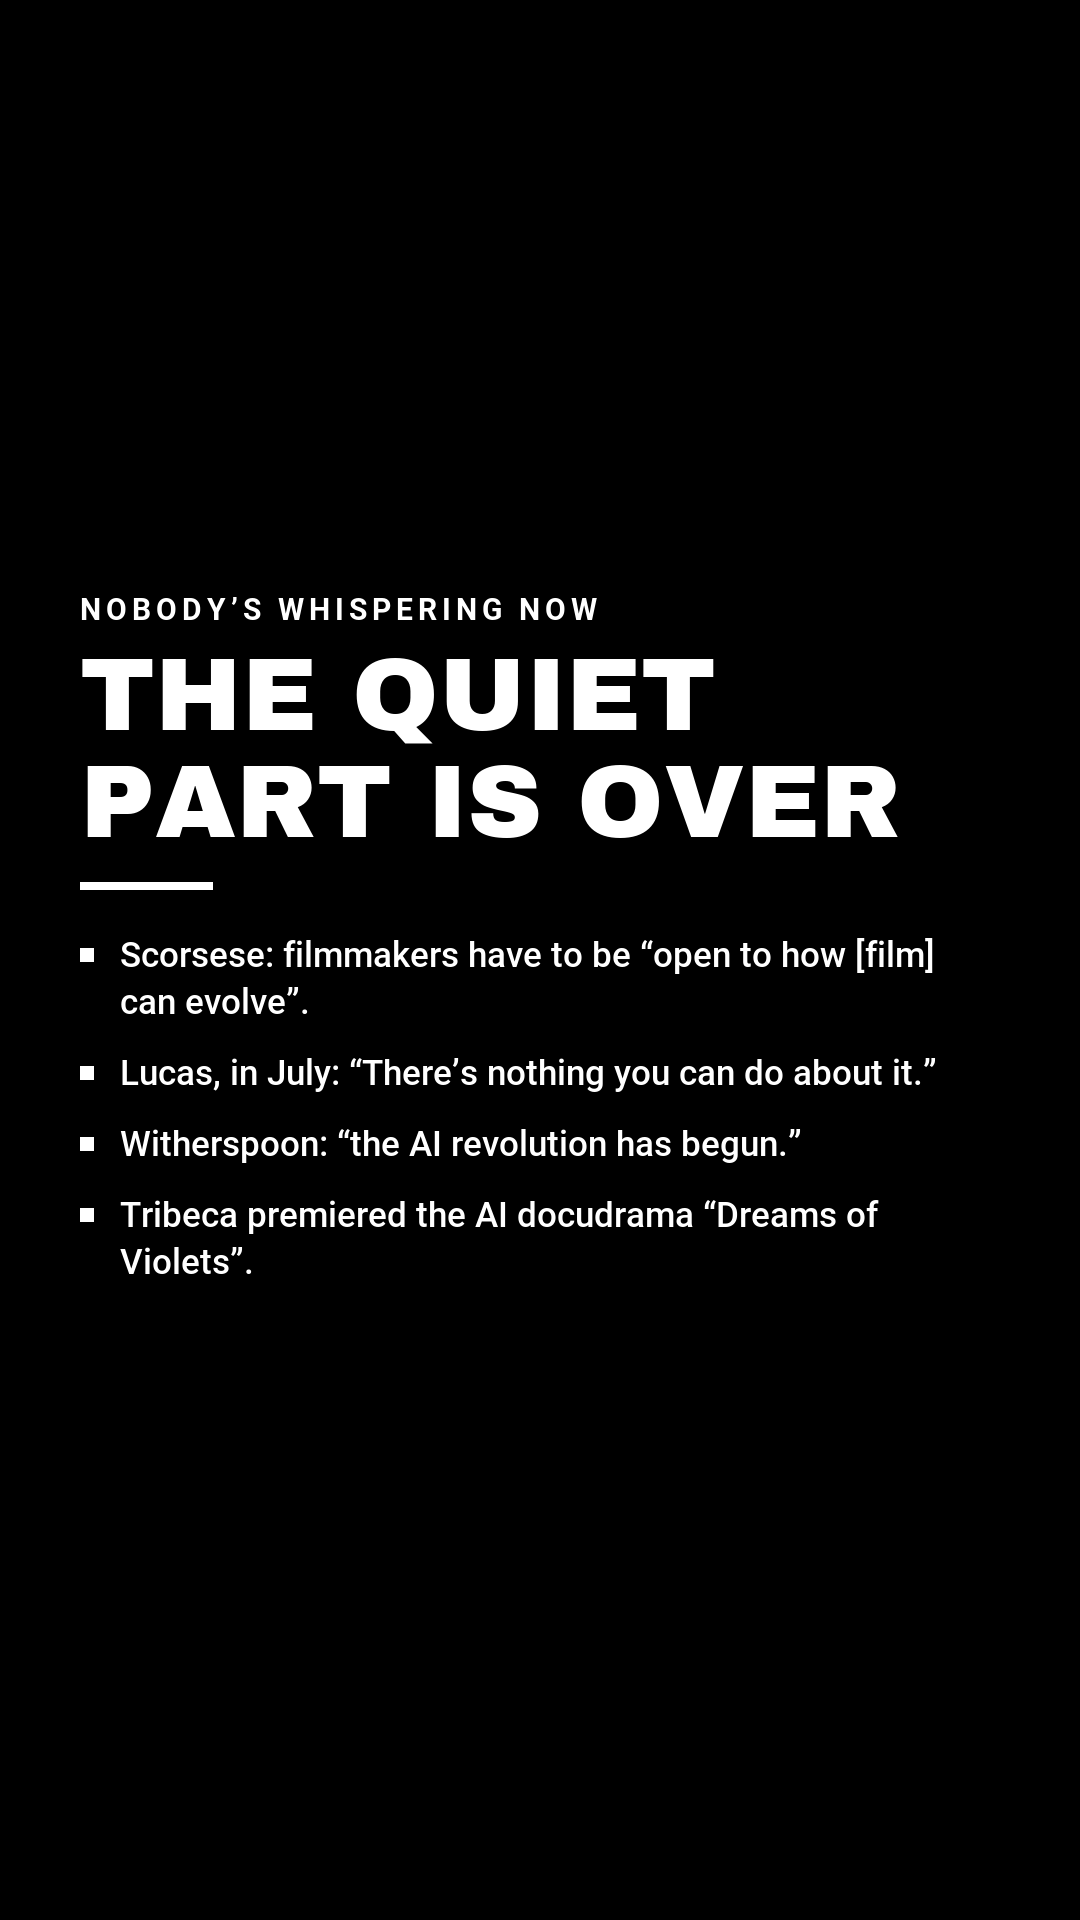 NOBODY’S WHISPERING NOW
THE QUIET
PART IS OVER
Scorsese: filmmakers have to be “open to how [film]
can evolve”.
Lucas, in July: “There’s nothing you can do about it.”
Witherspoon: “the AI revolution has begun.”
Tribeca premiered the AI docudrama “Dreams of
Violets”.